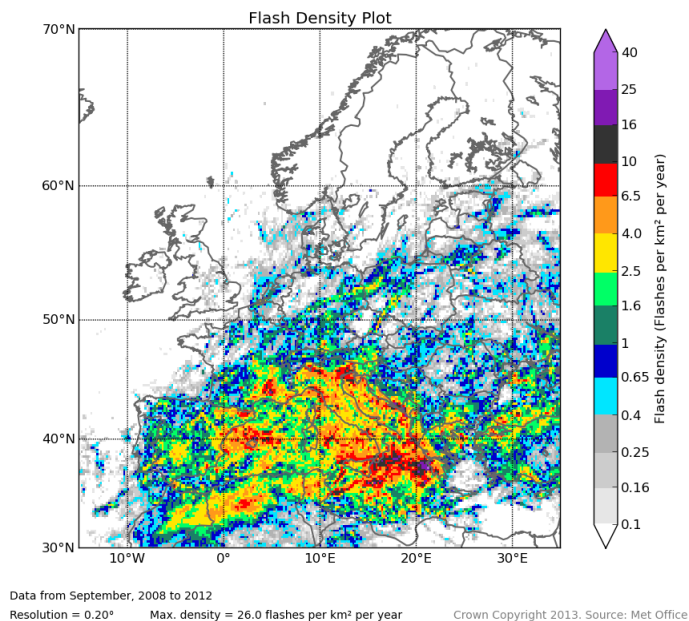 Flash Density Plot
70°N
60°N
50°N
40°N
30°N
10°W 0° 10°E 20°E 30°E
40
25
16
10
6.5
4.0
2.5
1.6
1
0.65
0.4
0.25
0.16
0.1
Flash density (Flashes per km² per year)
Data from September, 2008 to 2012
Resolution = 0.20° Max. density = 26.0 flashes per km² per year Crown Copyright 2013. Source: Met Office